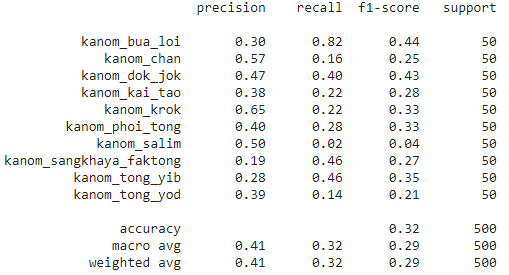 precision recall f1-score support
kanom_bua_loi 0.30 0.82 0.44 50
kanom_chan 0.57 0.16 0.25 50
kanom_dok_jok 0.47 0.40 0.43 50
kanom_kai_tao 0.38 0.22 0.28 50
kanom_krok 0.65 0.22 0.33 50
kanom_phoi_tong 0.40 0.28 0.33 50
kanom_salim 0.50 0.02 0.04 50
kanom_sangkhaya_faktong 0.19 0.46 0.27 50
kanom_tong_yib 0.28 0.46 0.35 50
kanom_tong_yod 0.39 0.14 0.21 50
accuracy 0.32 500
macro avg 0.41 0.32 0.29 500
weighted avg 0.41 0.32 0.29 500